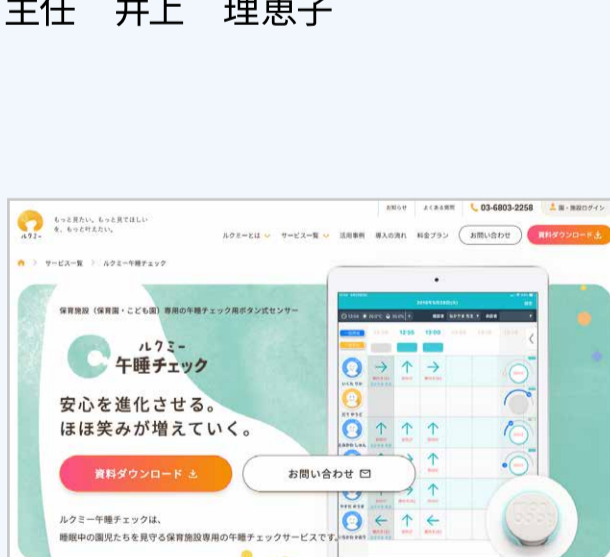 主任　井上　理恵子
もっと見たい。もっと見てほしい
を、もっと叶えたい。
ルクミー
お知らせ
よくある質問
03-6803-2258
園・施設ログイン
ルクミーとは
サービス一覧
活用事例
導入の流れ
料金プラン
お問い合わせ
資料ダウンロード
サービス一覧
ルクミー午睡チェック
保育施設（保育園・こども園）専用の午睡チェック用ボタン式センサー
ルクミー
午睡チェック
安心を進化させる。
ほほ笑みが増えていく。
資料ダウンロード
お問い合わせ
ルクミー午睡チェックは、
睡眠中の園児たちを見守る保育施設専用の午睡チェックサービスです。
12:55
12:50